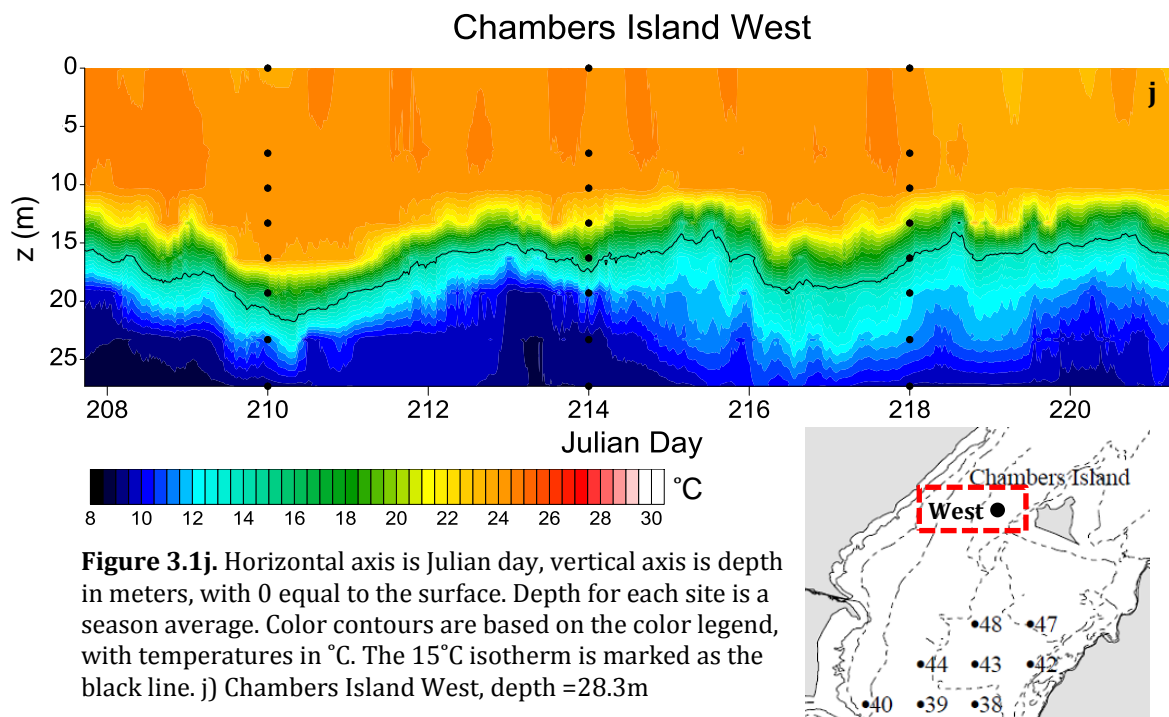 Chambers Island West
0
5
10
15
20
25
z (m)
j
208 210 212 214 216 218 220
Julian Day
8 10 12 14 16 18 20 22 24 26 28 30
°C
Figure 3.1j. Horizontal axis is Julian day, vertical axis is depth
in meters, with 0 equal to the surface. Depth for each site is a
season average. Color contours are based on the color legend,
with temperatures in °C. The 15°C isotherm is marked as the
black line. j) Chambers Island West, depth =28.3m
Chambers Island
West
48 47
44 43 42
40 39 38